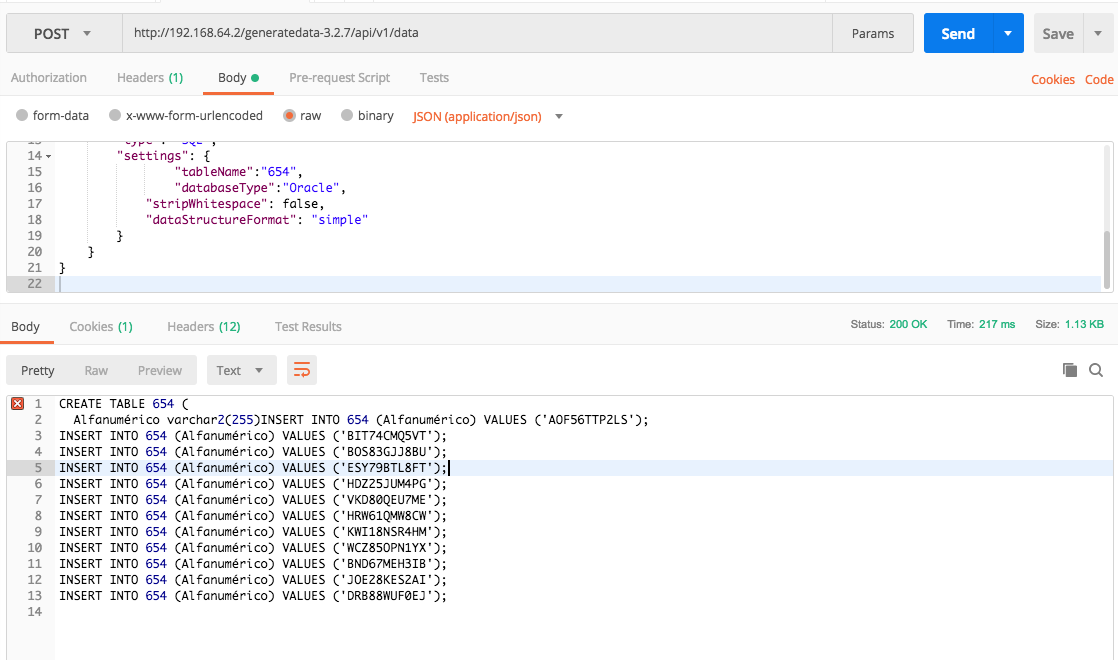 POST
http://192.168.64.2/generatedata-3.2.7/api/v1/data
Params
Send
Save
Authorization
Headers (1)
Body
Pre-request Script
Tests
Cookies
Code
form-data
x-www-form-urlencoded
raw
binary
JSON (application/json)
14 "settings": {
15 "tableName":"654",
16 "databaseType":"Oracle",
17 "stripWhitespace": false,
18 "dataStructureFormat": "simple"
19 }
20 }
21 }
22
Body
Cookies (1)
Headers (12)
Test Results
Status: 200 OK
Time: 217 ms
Size: 1.13 KB
Pretty
Raw
Preview
Text
1 CREATE TABLE 654 (
2 Alfanumérico varchar2(255)INSERT INTO 654 (Alfanumérico) VALUES ('AOF56TTP2LS');
3 INSERT INTO 654 (Alfanumérico) VALUES ('BIT74CMQ5VT');
4 INSERT INTO 654 (Alfanumérico) VALUES ('BOS83GJJ8BU');
5 INSERT INTO 654 (Alfanumérico) VALUES ('ESY79BTL8FT');
6 INSERT INTO 654 (Alfanumérico) VALUES ('HDZ25JUM4PG');
7 INSERT INTO 654 (Alfanumérico) VALUES ('VKD80QEU7ME');
8 INSERT INTO 654 (Alfanumérico) VALUES ('HRW61QMW8CW');
9 INSERT INTO 654 (Alfanumérico) VALUES ('KWI18NSR4HM');
10 INSERT INTO 654 (Alfanumérico) VALUES ('WCZ85OPN1YX');
11 INSERT INTO 654 (Alfanumérico) VALUES ('BND67MEH3IB');
12 INSERT INTO 654 (Alfanumérico) VALUES ('JOE28KES2AI');
13 INSERT INTO 654 (Alfanumérico) VALUES ('DRB88WUF0EJ');
14